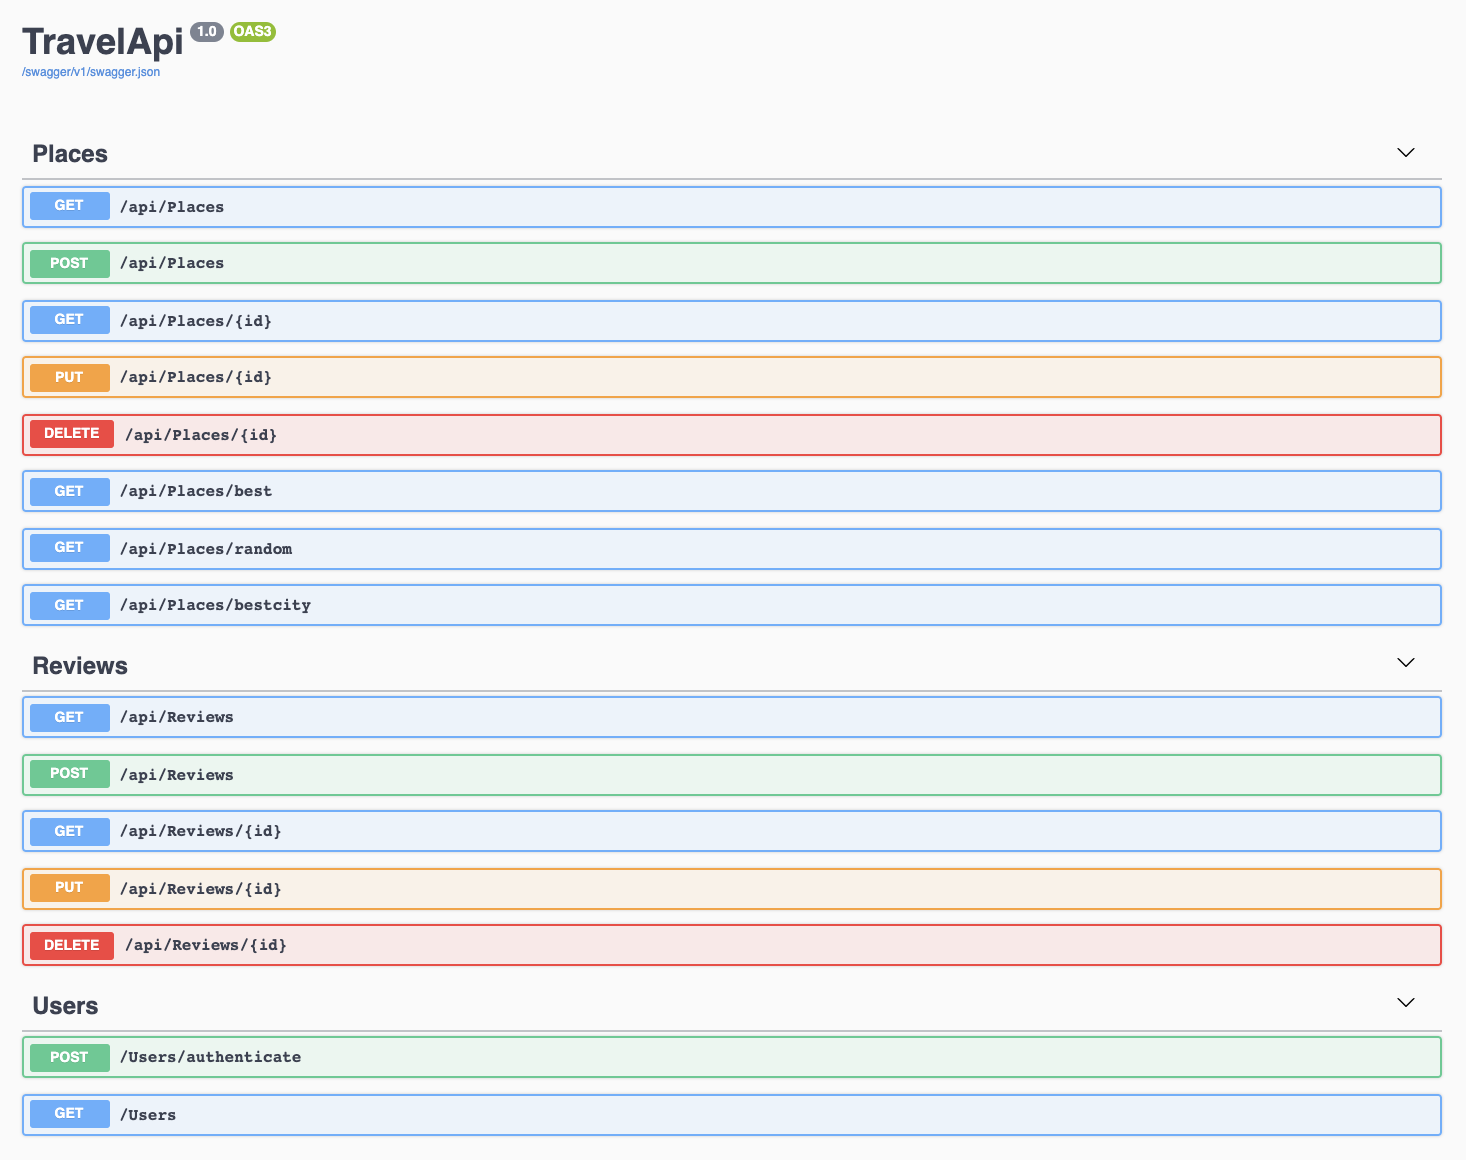 TravelApi 1.0 OAS3
/swagger/v1/swagger.json
Places
GET /api/Places
POST /api/Places
GET /api/Places/{id}
PUT /api/Places/{id}
DELETE /api/Places/{id}
GET /api/Places/best
GET /api/Places/random
GET /api/Places/bestcity
Reviews
GET /api/Reviews
POST /api/Reviews
GET /api/Reviews/{id}
PUT /api/Reviews/{id}
DELETE /api/Reviews/{id}
Users
POST /Users/authenticate
GET /Users